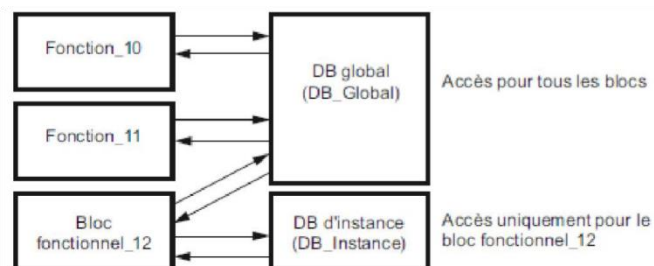 Fonction_10
DB global
(DB_Global)
Accès pour tous les blocs
Fonction_11
Bloc
fonctionnel_12
DB d'instance
(DB_Instance)
Accès uniquement pour le
bloc fonctionnel_12